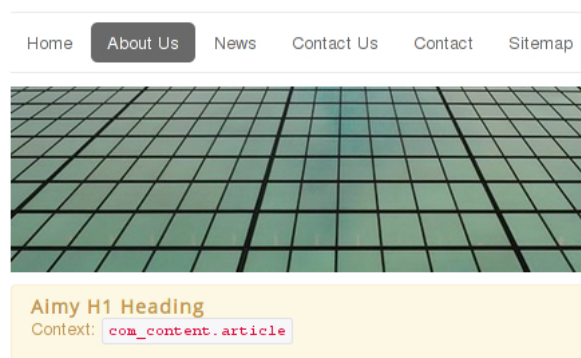 Home About Us News Contact Us Contact Sitemap
Aimy H1 Heading
Context: com_content.article